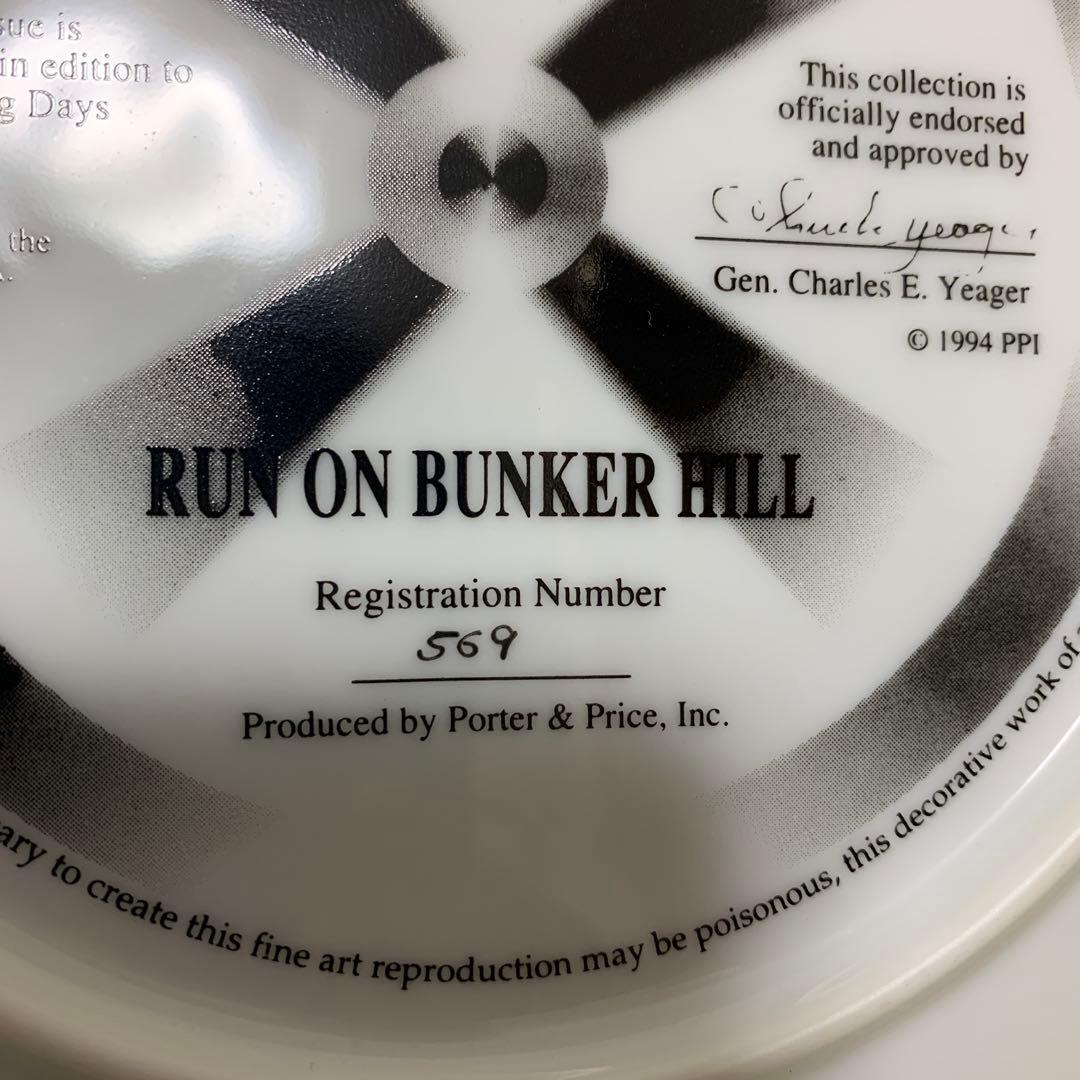 sue is
in edition to
g Days
the
This collection is
officially endorsed
and approved by
Chuck Yeager
Gen. Charles E. Yeager
© 1994 PPI
RUN ON BUNKER HILL
Registration Number
569
Produced by Porter & Price, Inc.
ary to create this fine art reproduction may be poisonous, this decorative work of